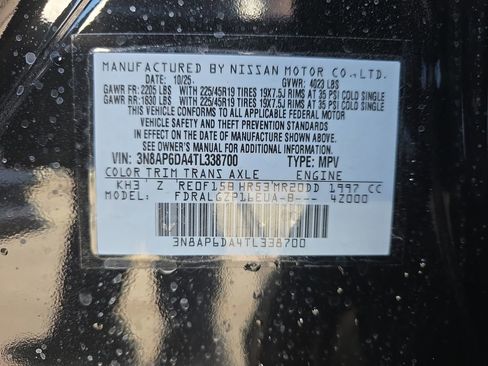 MANUFACTURED BY NISSAN MOTOR CO.,LTD.
DATE: 10/25 GVWR: 4023 LBS
GAWR FR: 2205 LBS WITH 225/45R19 TIRES 19X7.5J RIMS AT 35 PSI COLD SINGLE
GAWR RR: 1830 LBS WITH 225/45R19 TIRES 19X7.5J RIMS AT 35 PSI COLD SINGLE
THIS VEHICLE CONFORMS TO ALL APPLICABLE FEDERAL MOTOR
VEHICLE SAFETY, BUMPER, AND THEFT PREVENTION STANDARDS
IN EFFECT ON THE DATE OF MANUFACTURE SHOWN ABOVE.
SEE OWNER'S MANUAL FOR ADDITIONAL INFORMATION
VIN: 3N8AP6DA4TL338700 TYPE: MPV
COLOR TRIM TRANS AXLE ENGINE
KH3 Z RE0F15B HR53 MR20DD 1997 CC
MODEL: FDRALGZP16EUA-B--- 4Z000
3N8AP6DA4TL338700